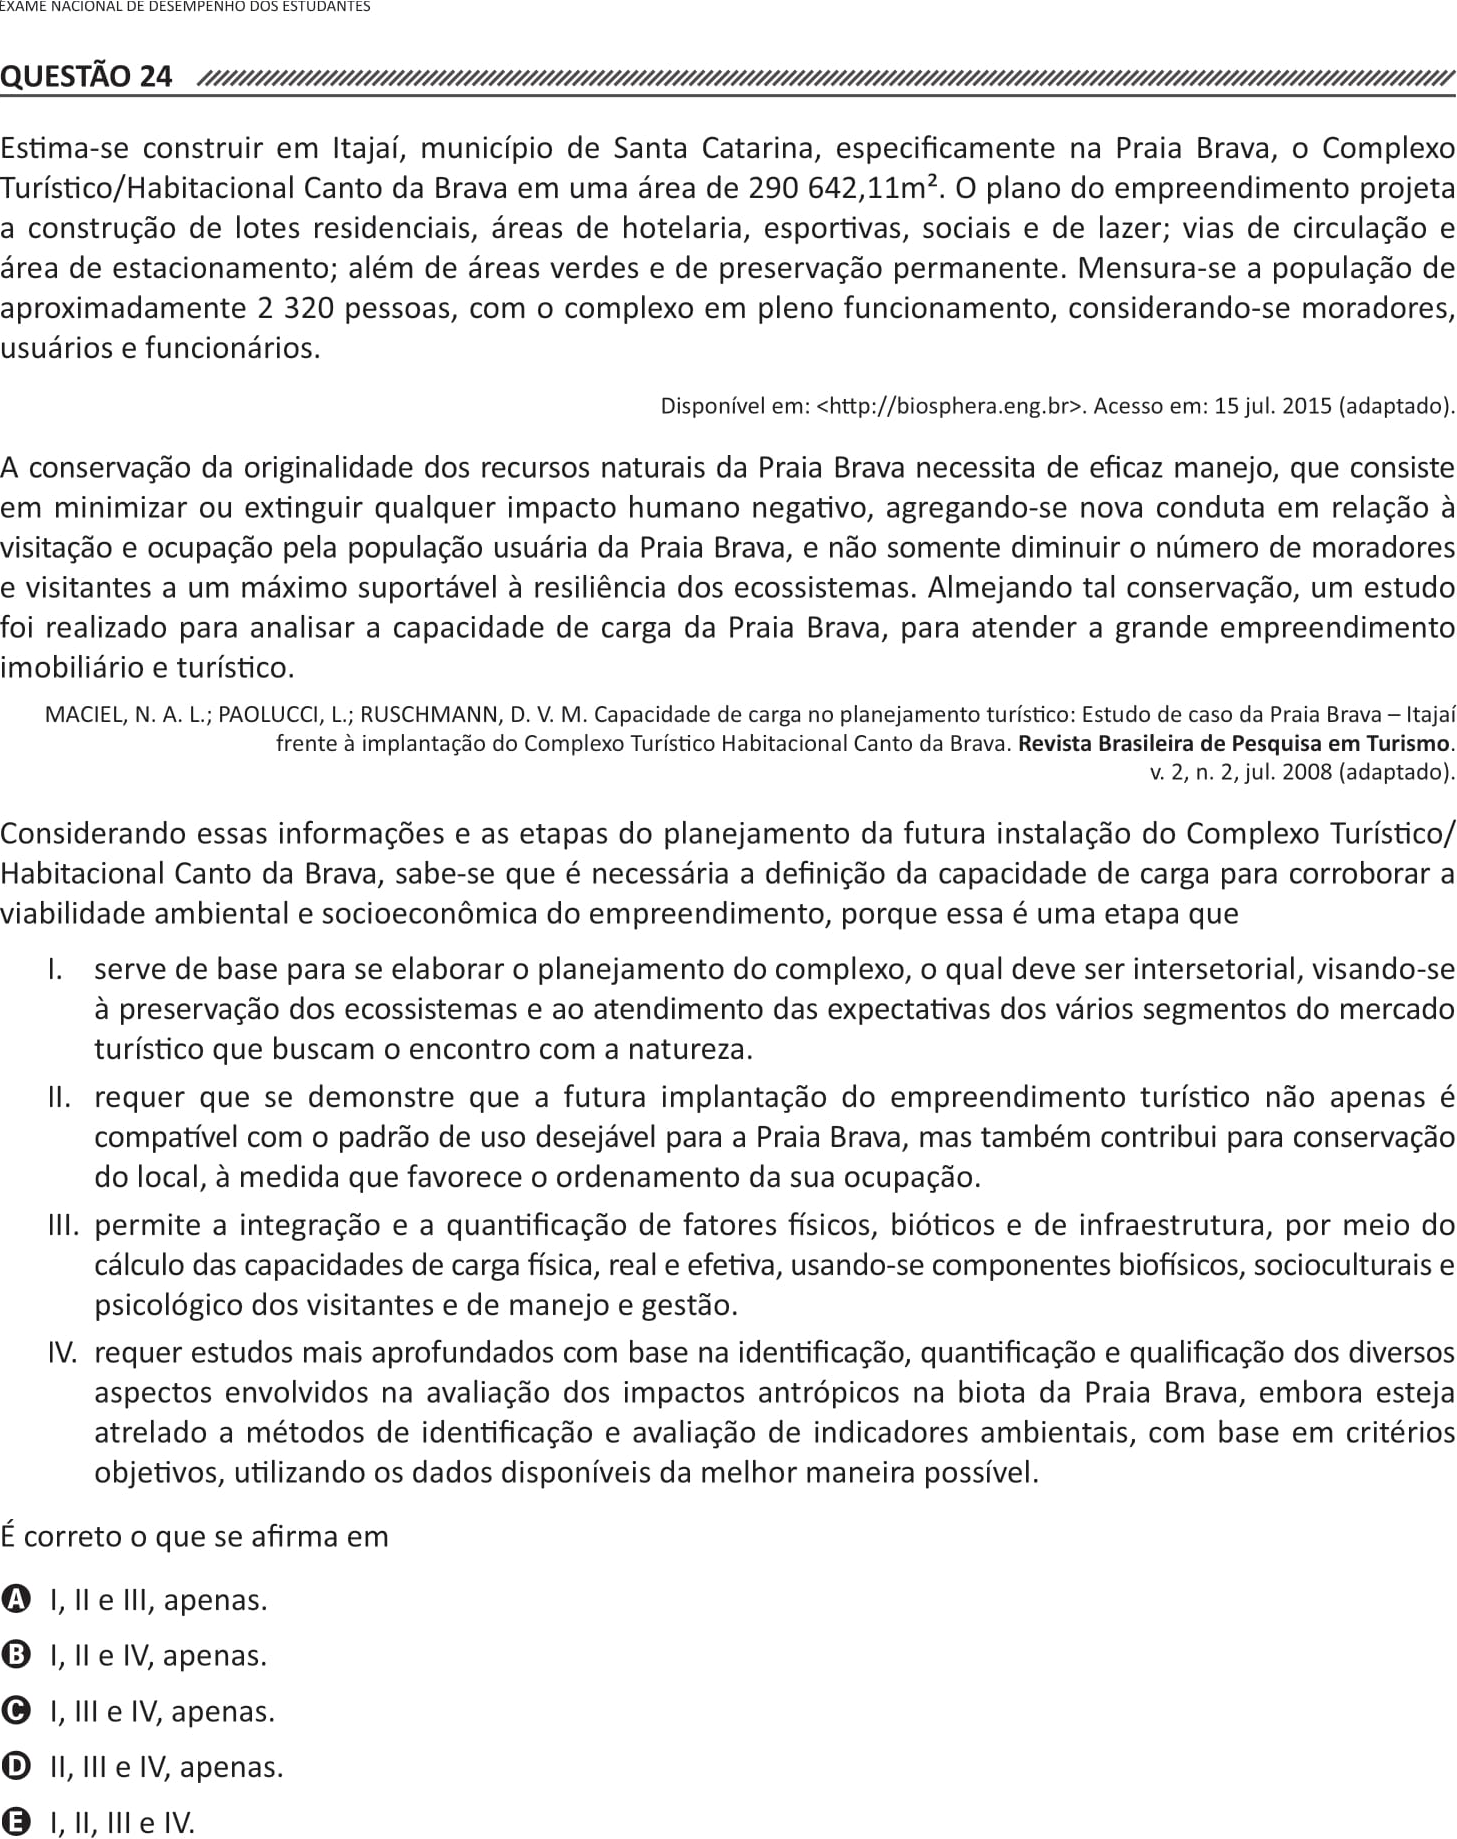 EXAME NACIONAL DE DESEMPENHO DOS ESTUDANTES
QUESTÃO 24
Estima-se construir em Itajaí, município de Santa Catarina, especificamente na Praia Brava, o Complexo
Turístico/Habitacional Canto da Brava em uma área de 290 642,11m². O plano do empreendimento projeta
a construção de lotes residenciais, áreas de hotelaria, esportivas, sociais e de lazer; vias de circulação e
área de estacionamento; além de áreas verdes e de preservação permanente. Mensura-se a população de
aproximadamente 2 320 pessoas, com o complexo em pleno funcionamento, considerando-se moradores,
usuários e funcionários.
Disponível em: <http://biosphera.eng.br>. Acesso em: 15 jul. 2015 (adaptado).
A conservação da originalidade dos recursos naturais da Praia Brava necessita de eficaz manejo, que consiste
em minimizar ou extinguir qualquer impacto humano negativo, agregando-se nova conduta em relação à
visitação e ocupação pela população usuária da Praia Brava, e não somente diminuir o número de moradores
e visitantes a um máximo suportável à resiliência dos ecossistemas. Almejando tal conservação, um estudo
foi realizado para analisar a capacidade de carga da Praia Brava, para atender a grande empreendimento
imobiliário e turístico.
MACIEL, N. A. L.; PAOLUCCI, L.; RUSCHMANN, D. V. M. Capacidade de carga no planejamento turístico: Estudo de caso da Praia Brava – Itajaí
frente à implantação do Complexo Turístico Habitacional Canto da Brava. Revista Brasileira de Pesquisa em Turismo.
v. 2, n. 2, jul. 2008 (adaptado).
Considerando essas informações e as etapas do planejamento da futura instalação do Complexo Turístico/
Habitacional Canto da Brava, sabe-se que é necessária a definição da capacidade de carga para corroborar a
viabilidade ambiental e socioeconômica do empreendimento, porque essa é uma etapa que
I. serve de base para se elaborar o planejamento do complexo, o qual deve ser intersetorial, visando-se
à preservação dos ecossistemas e ao atendimento das expectativas dos vários segmentos do mercado
turístico que buscam o encontro com a natureza.
II. requer que se demonstre que a futura implantação do empreendimento turístico não apenas é
compatível com o padrão de uso desejável para a Praia Brava, mas também contribui para conservação
do local, à medida que favorece o ordenamento da sua ocupação.
III. permite a integração e a quantificação de fatores físicos, bióticos e de infraestrutura, por meio do
cálculo das capacidades de carga física, real e efetiva, usando-se componentes biofísicos, socioculturais e
psicológico dos visitantes e de manejo e gestão.
IV. requer estudos mais aprofundados com base na identificação, quantificação e qualificação dos diversos
aspectos envolvidos na avaliação dos impactos antrópicos na biota da Praia Brava, embora esteja
atrelado a métodos de identificação e avaliação de indicadores ambientais, com base em critérios
objetivos, utilizando os dados disponíveis da melhor maneira possível.
É correto o que se afirma em
A I, II e III, apenas.
B I, II e IV, apenas.
C I, III e IV, apenas.
D II, III e IV, apenas.
E I, II, III e IV.